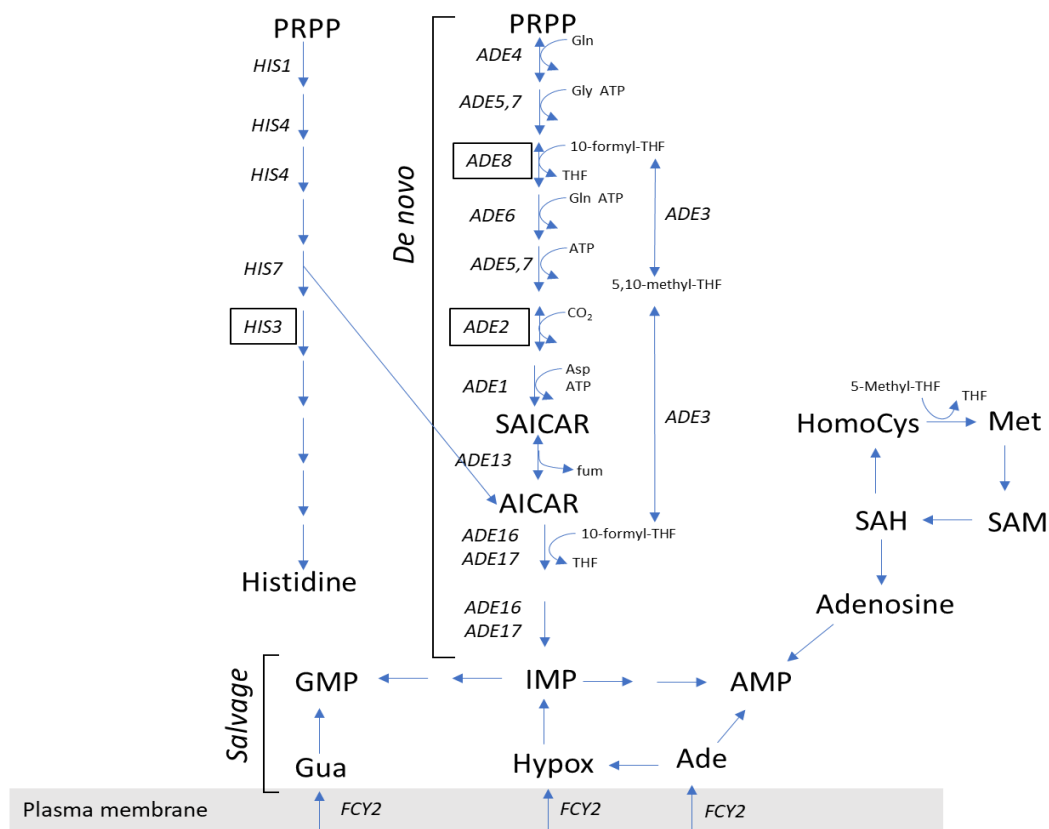 PRPP
HIS1
HIS4
HIS4
HIS7
HIS3
Histidine
De novo
PRPP
ADE4
Gln
ADE5,7
Gly ATP
ADE8
10-formyl-THF
THF
ADE6
Gln ATP
ADE3
ADE5,7
ATP
5,10-methyl-THF
ADE2
CO₂
ADE1
Asp
ATP
SAICAR
ADE3
ADE13
fum
AICAR
ADE16
ADE17
10-formyl-THF
THF
ADE16
ADE17
5-Methyl-THF
THF
HomoCys
Met
SAH
SAM
Adenosine
Salvage
GMP
IMP
AMP
Gua
Hypox
Ade
Plasma membrane
FCY2
FCY2
FCY2